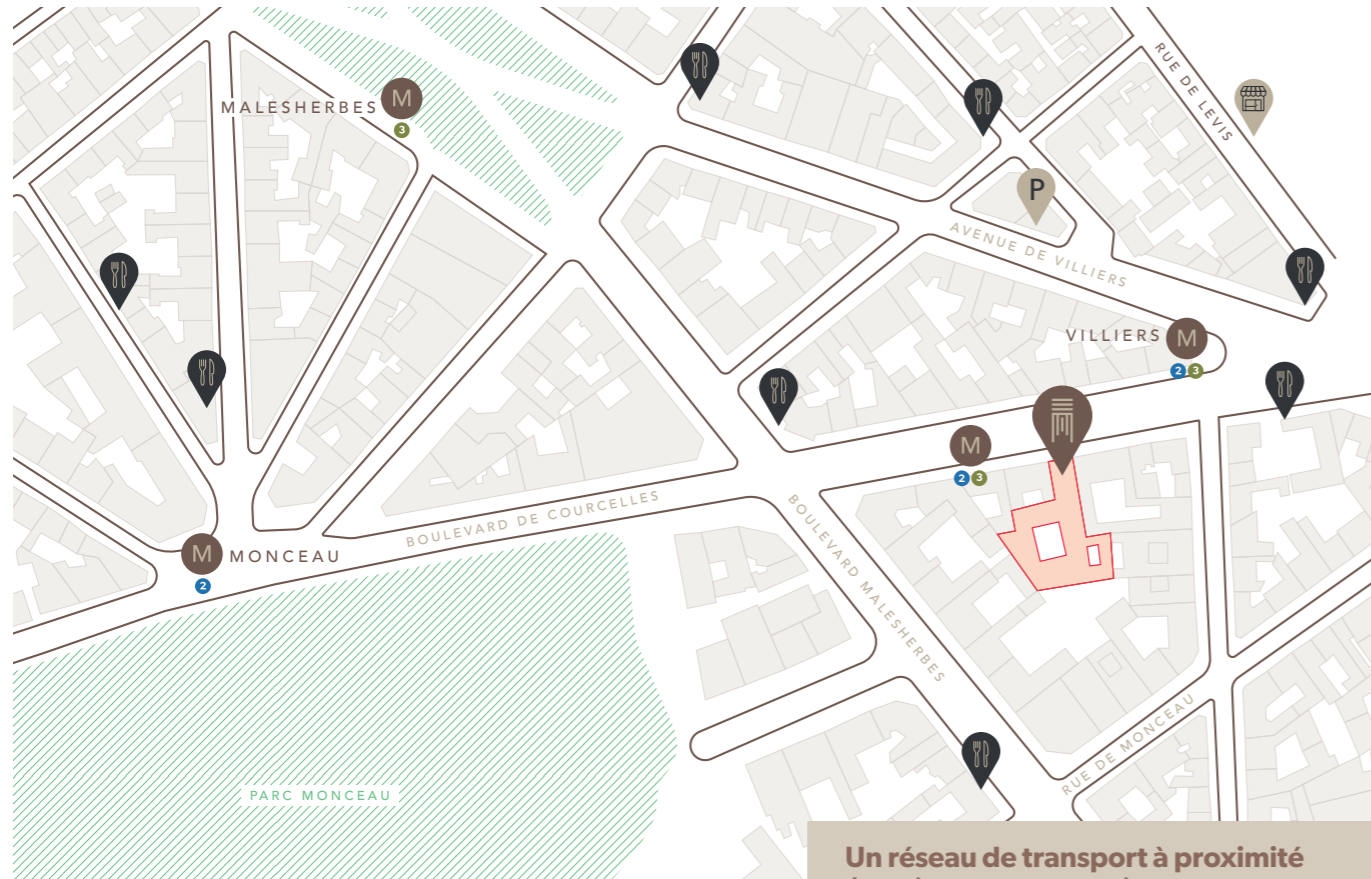 RUE DE LEVIS
MALESHERBES
M
3
P
AVENUE DE VILLIERS
VILLIERS
M
2 3
M
2 3
BOULEVARD DE COURCELLES
BOULEVARD MALESHERBES
M
MONCEAU
2
RUE DE MONCEAU
PARC MONCEAU
Un réseau de transport à proximité